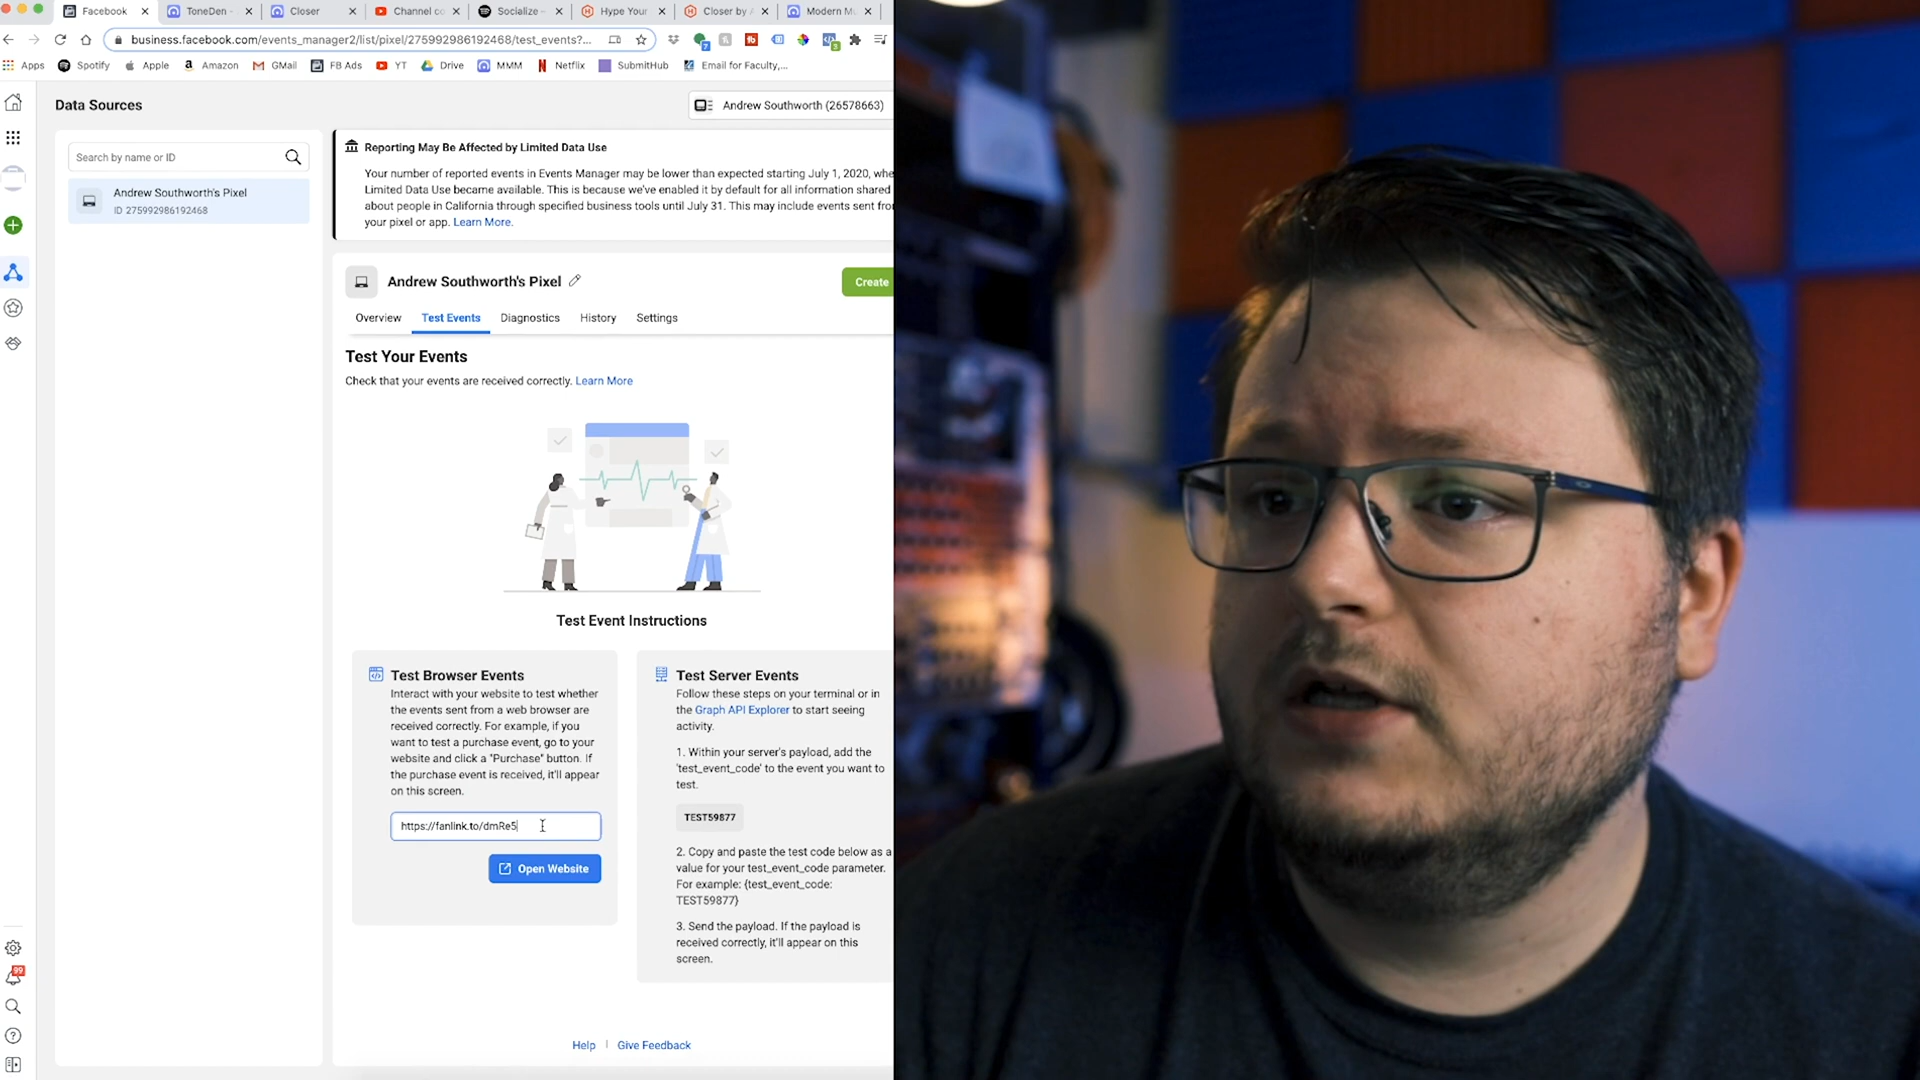 Facebook
ToneDen -
Closer
Channel co
Socialize -
Hype Your
Closer by
Modern M
business.facebook.com/events_manager2/list/pixel/275992986192468/test_events?...
Apps
Spotify
Apple
Amazon
GMail
FB Ads
YT
Drive
MMM
Netflix
SubmitHub
Email for Faculty,...
Data Sources
Andrew Southworth (26578663)
Search by name or ID
Andrew Southworth's Pixel
ID 275992986192468
Reporting May Be Affected by Limited Data Use
Your number of reported events in Events Manager may be lower than expected starting July 1, 2020, whe
Limited Data Use became available. This is because we've enabled it by default for all information shared
about people in California through specified business tools until July 31. This may include events sent fro
your pixel or app. Learn More.
Andrew Southworth's Pixel
Create
Overview
Test Events
Diagnostics
History
Settings
Test Your Events
Check that your events are received correctly. Learn More
Test Event Instructions
Test Browser Events
Interact with your website to test whether
the events sent from a web browser are
received correctly. For example, if you
want to test a purchase event, go to your
website and click a "Purchase" button. If
the purchase event is received, it'll appear
on this screen.
https://fanlink.to/dmRe5
Open Website
Test Server Events
Follow these steps on your terminal or in
the Graph API Explorer to start seeing
activity.
1. Within your server's payload, add the
'test_event_code' to the event you want to
test.
TEST59877
2. Copy and paste the test code below as a
value for your test_event_code parameter.
For example: {test_event_code:
TEST59877}
3. Send the payload. If the payload is
received correctly, it'll appear on this
screen.
99
Help
Give Feedback